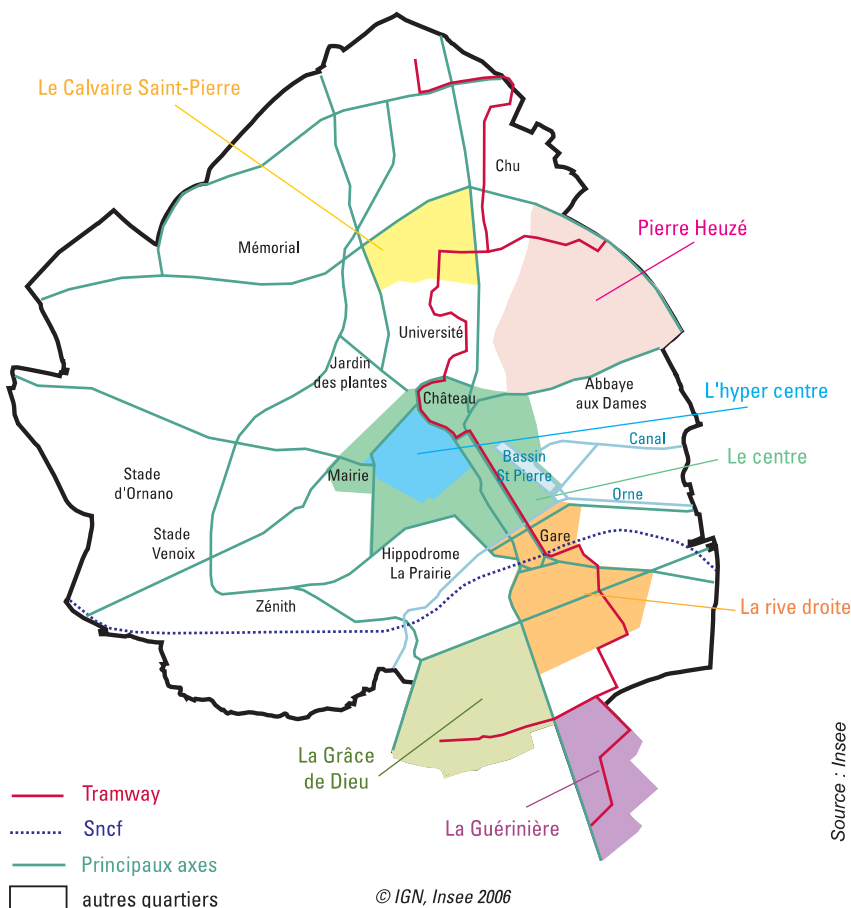 Le Calvaire Saint-Pierre
Chu
Pierre Heuzé
Mémorial
Université
Jardin
des plantes
Château
Abbaye
aux Dames
L'hyper centre
Canal
Bassin
St Pierre
Le centre
Mairie
Stade
d'Ornano
Orne
Stade
Venoix
Gare
Hippodrome
La Prairie
Zénith
La rive droite
La Grâce
de Dieu
La Guérinière
Source : Insee
Tramway
Sncf
Principaux axes
autres quartiers
© IGN, Insee 2006